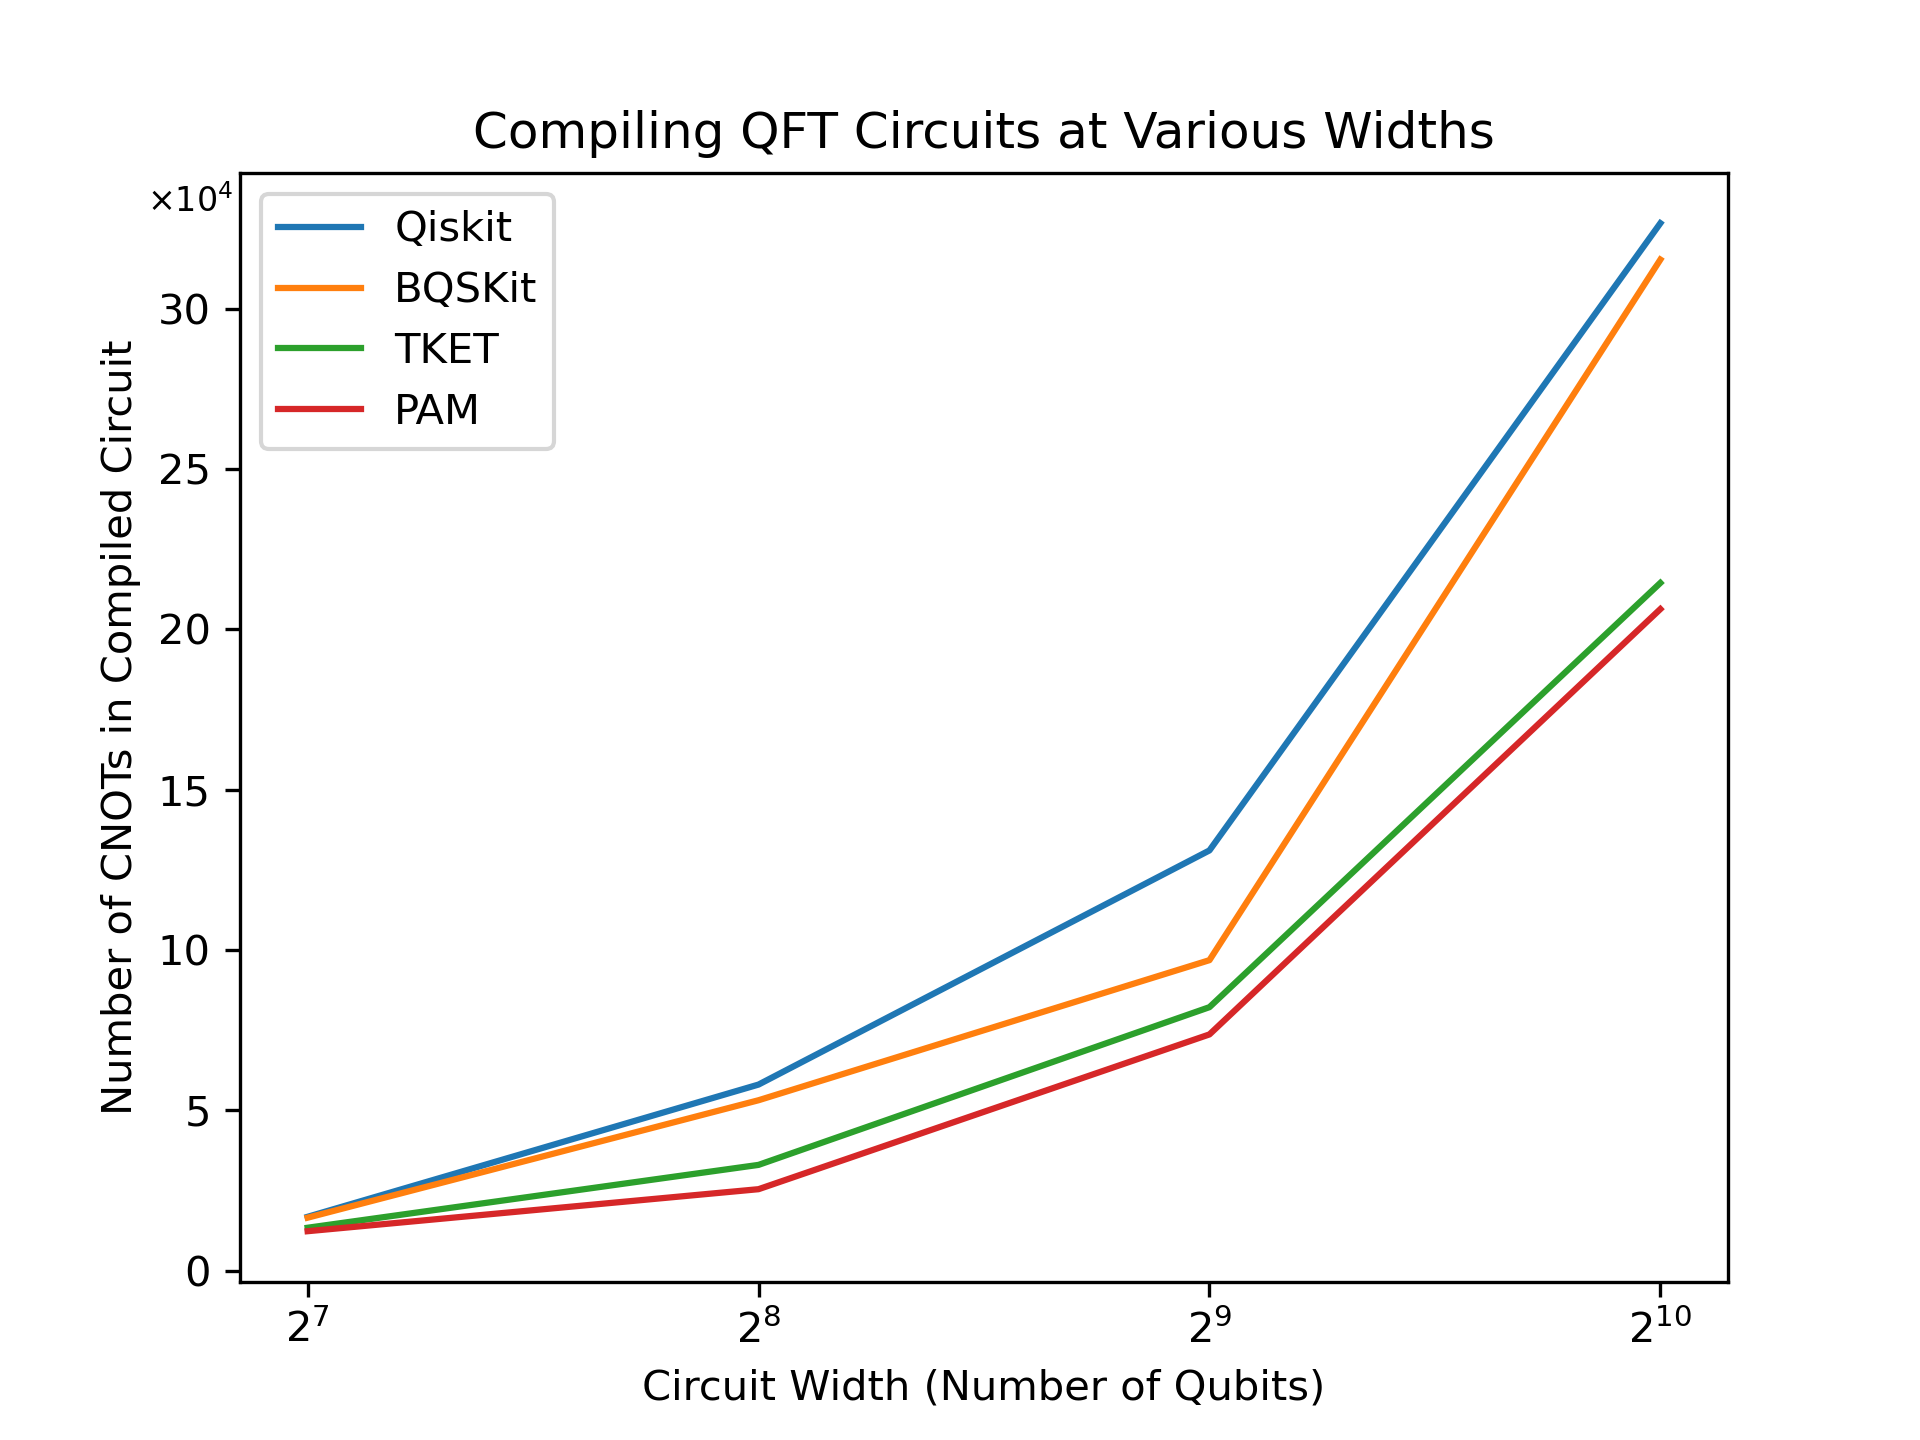 Compiling QFT Circuits at Various Widths
×10⁴
Qiskit
BQSKit
TKET
PAM
30
25
20
15
10
5
0
Number of CNOTs in Compiled Circuit
2⁷ 2⁸ 2⁹ 2¹⁰
Circuit Width (Number of Qubits)